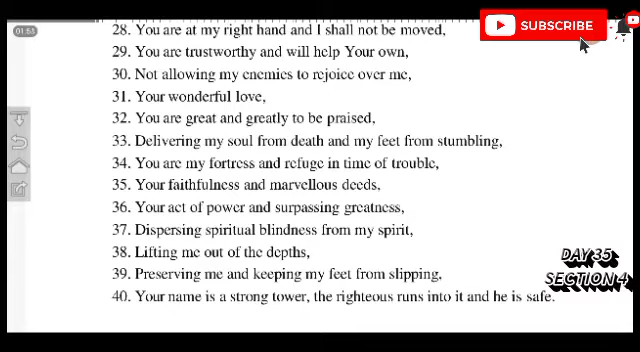 28. You are at my right hand and I shall not be moved,
SUBSCRIBE
01:53
29. You are trustworthy and will help Your own,
30. Not allowing my enemies to rejoice over me,
31. Your wonderful love,
32. You are great and greatly to be praised,
33. Delivering my soul from death and my feet from stumbling,
34. You are my fortress and refuge in time of trouble,
35. Your faithfulness and marvellous deeds,
36. Your act of power and surpassing greatness,
37. Dispersing spiritual blindness from my spirit,
38. Lifting me out of the depths,
39. Preserving me and keeping my feet from slipping,
40. Your name is a strong tower, the righteous runs into it and he is safe.
DAY 35
SECTION 4